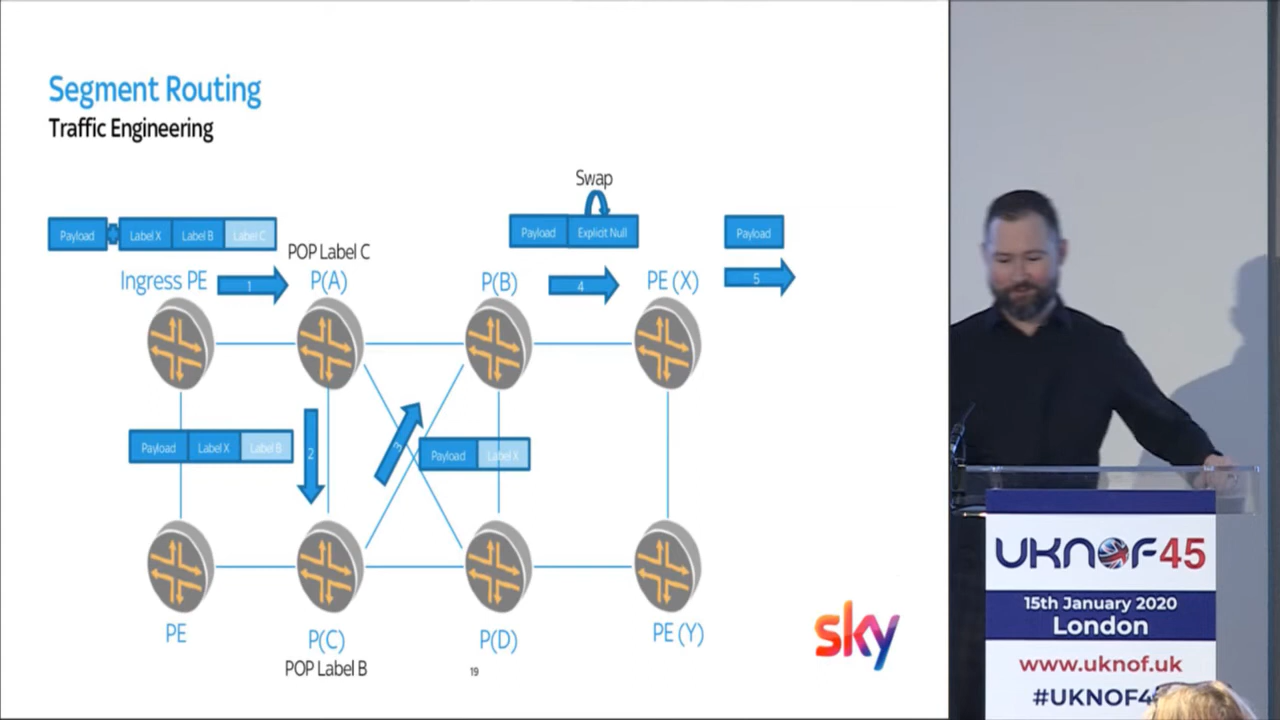 Segment Routing
Traffic Engineering
Swap
Payload
Label X
Label B
Label C
Payload
Explicit Null
Payload
POP Label C
Ingress PE
1
P(A)
P(B)
4
PE (X)
5
Payload
Label X
Label B
2
3
Payload
Label X
PE
P(C)
P(D)
PE (Y)
POP Label B
19
sky
UKNOF45
15th January 2020
London
www.uknof.uk
#UKNOF4